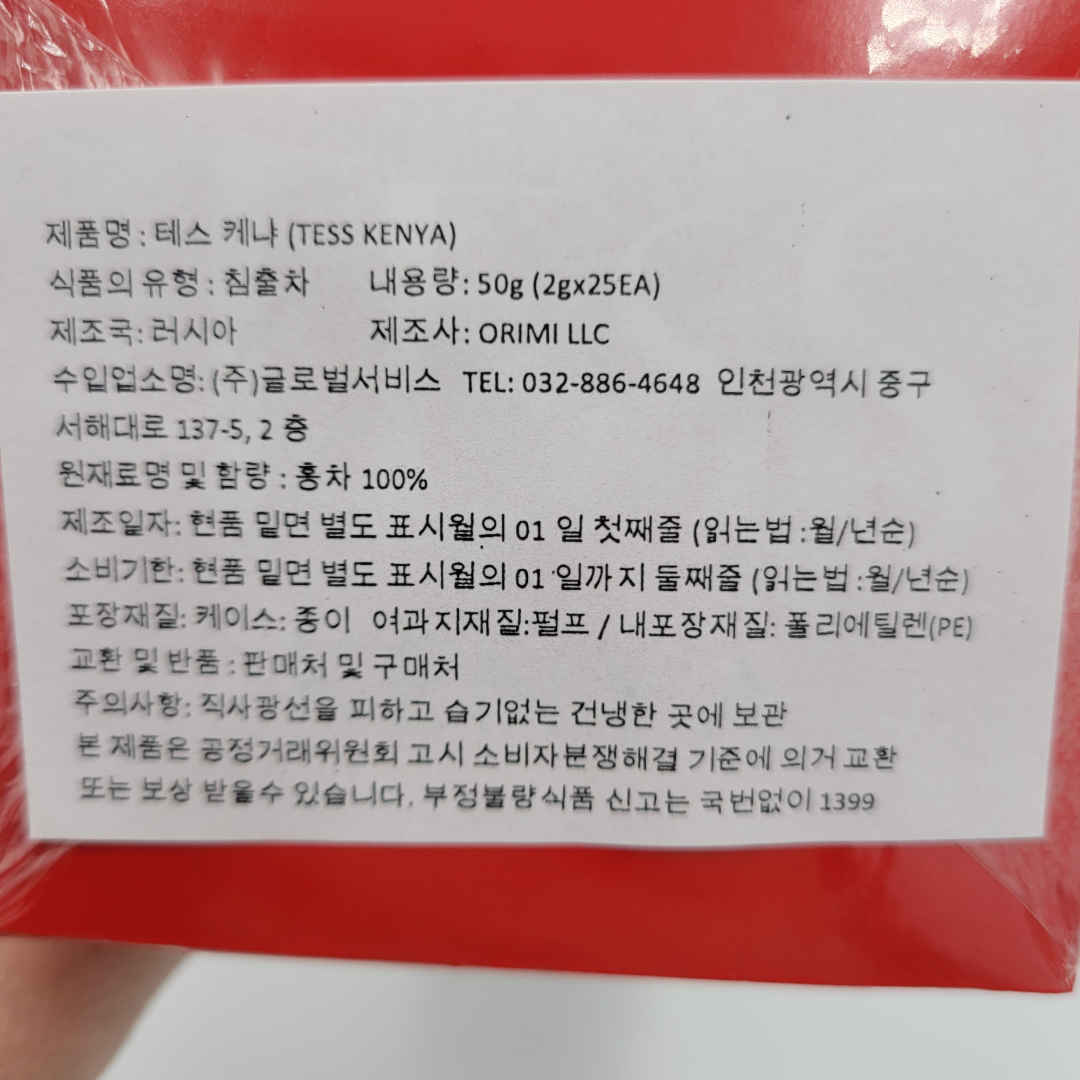 제품명 : 테스 케냐 (TESS KENYA)
식품의 유형 : 침출차 내용량: 50g (2gx25EA)
제조국: 러시아 제조사: ORIMI LLC
수입업소명: (주)글로벌서비스 TEL: 032-886-4648 인천광역시 중구
서해대로 137-5, 2 층
원재료명 및 함량 : 홍차 100%
제조일자: 현품 밑면 별도 표시월의 01 일 첫째줄 (읽는법 :월/년순)
소비기한: 현품 밑면 별도 표시월의 01 일까지 둘째줄 (읽는법 :월/년순)
포장재질: 케이스: 종이 여과지재질:펄프 / 내포장재질: 폴리에틸렌(PE)
교환 및 반품 : 판매처 및 구매처
주의사항: 직사광선을 피하고 습기없는 건냉한 곳에 보관
본 제품은 공정거래위원회 고시 소비자분쟁해결 기준에 의거 교환
또는 보상 받을수 있습니다. 부정불량식품 신고는 국번없이 1399